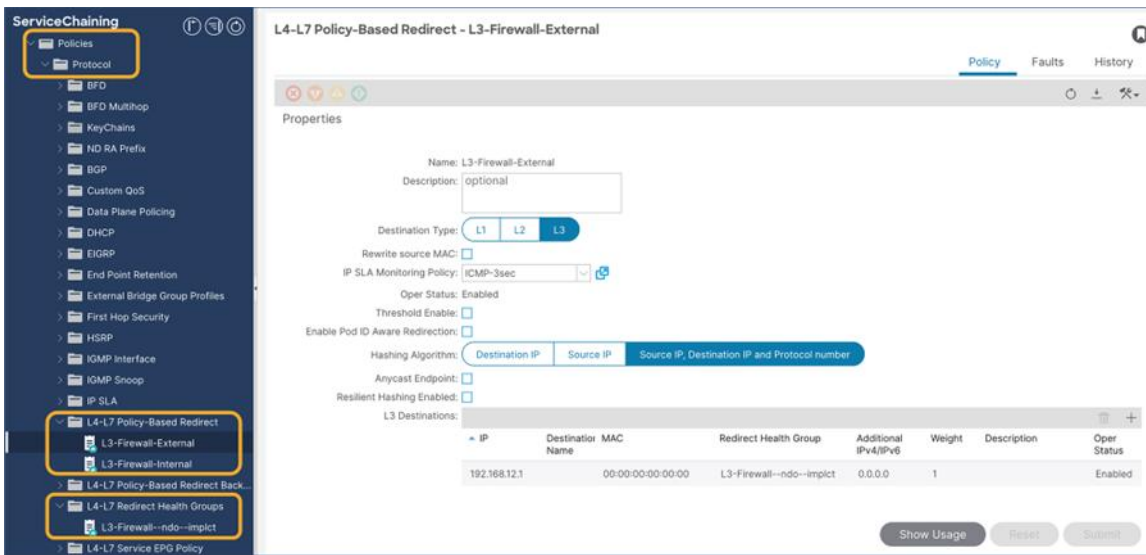 ServiceChaining
Policies
Protocol
BFD
BFD Multihop
KeyChains
ND RA Prefix
BGP
Custom QoS
Data Plane Policing
DHCP
EIGRP
End Point Retention
External Bridge Group Profiles
First Hop Security
HSRP
IGMP Interface
IGMP Snoop
IP SLA
L4-L7 Policy-Based Redirect
L3-Firewall-External
L3-Firewall-Internal
L4-L7 Policy-Based Redirect Back...
L4-L7 Redirect Health Groups
L3-Firewall--ndo--implct
L4-L7 Service EPG Policy
L4-L7 Policy-Based Redirect - L3-Firewall-External
Policy Faults History
Properties
Name: L3-Firewall-External
Description: optional
Destination Type: L1 L2 L3
Rewrite source MAC:
IP SLA Monitoring Policy: ICMP-3sec
Oper Status: Enabled
Threshold Enable:
Enable Pod ID Aware Redirection:
Hashing Algorithm: Destination IP Source IP Source IP, Destination IP and Protocol number
Anycast Endpoint:
Resilient Hashing Enabled:
L3 Destinations:
IP Destination Name MAC Redirect Health Group Additional IPv4/IPv6 Weight Description Oper Status
192.168.12.1 00:00:00:00:00:00 L3-Firewall--ndo--implct 0.0.0.0 1 Enabled
Show Usage Reset Submit